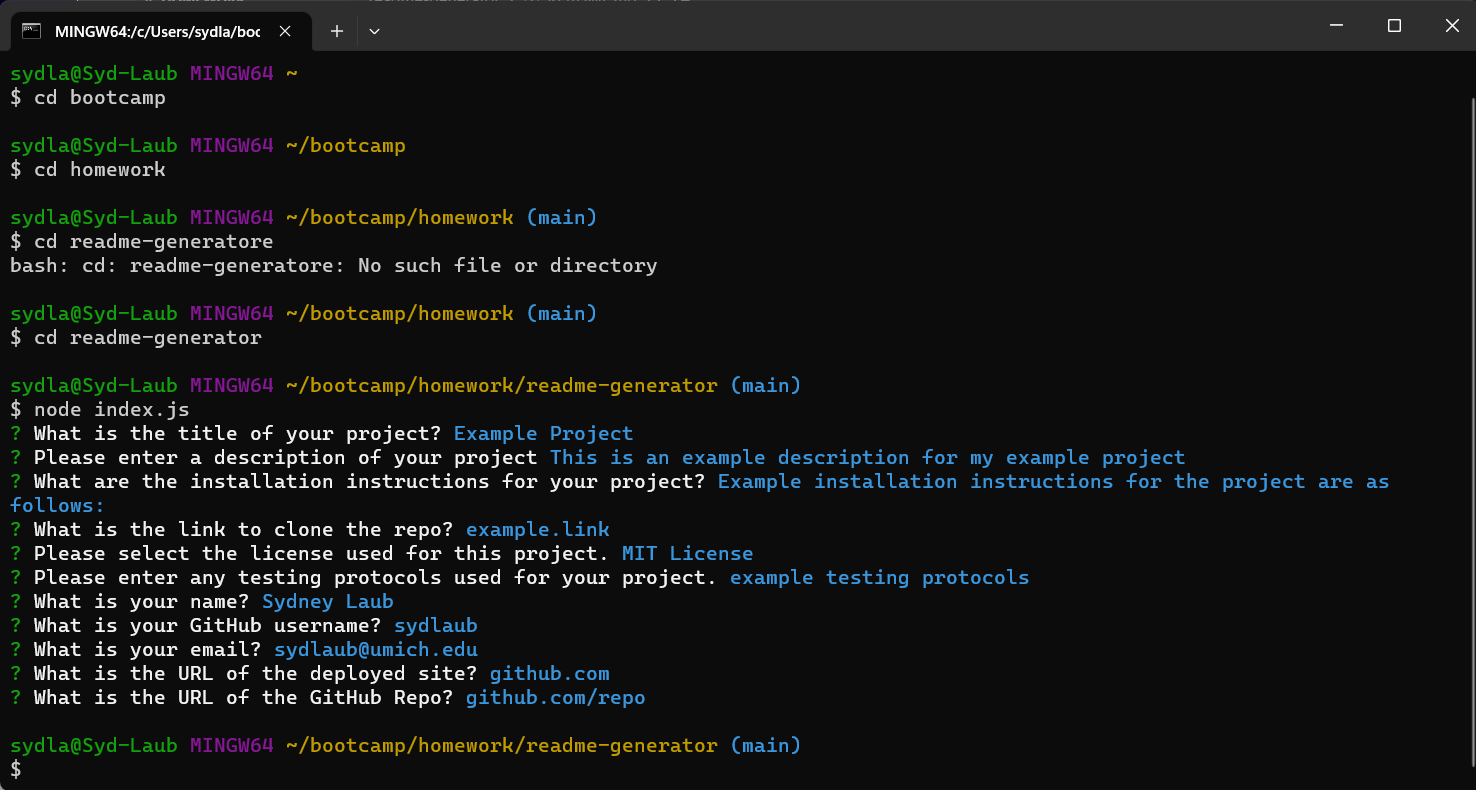 MINGW64:/c/Users/sydla/boc
sydla@Syd-Laub MINGW64 ~
$ cd bootcamp
sydla@Syd-Laub MINGW64 ~/bootcamp
$ cd homework
sydla@Syd-Laub MINGW64 ~/bootcamp/homework (main)
$ cd readme-generatore
bash: cd: readme-generatore: No such file or directory
sydla@Syd-Laub MINGW64 ~/bootcamp/homework (main)
$ cd readme-generator
sydla@Syd-Laub MINGW64 ~/bootcamp/homework/readme-generator (main)
$ node index.js
? What is the title of your project? Example Project
? Please enter a description of your project This is an example description for my example project
? What are the installation instructions for your project? Example installation instructions for the project are as
follows:
? What is the link to clone the repo? example.link
? Please select the license used for this project. MIT License
? Please enter any testing protocols used for your project. example testing protocols
? What is your name? Sydney Laub
? What is your GitHub username? sydlaub
? What is your email? sydlaub@umich.edu
? What is the URL of the deployed site? github.com
? What is the URL of the GitHub Repo? github.com/repo
sydla@Syd-Laub MINGW64 ~/bootcamp/homework/readme-generator (main)
$